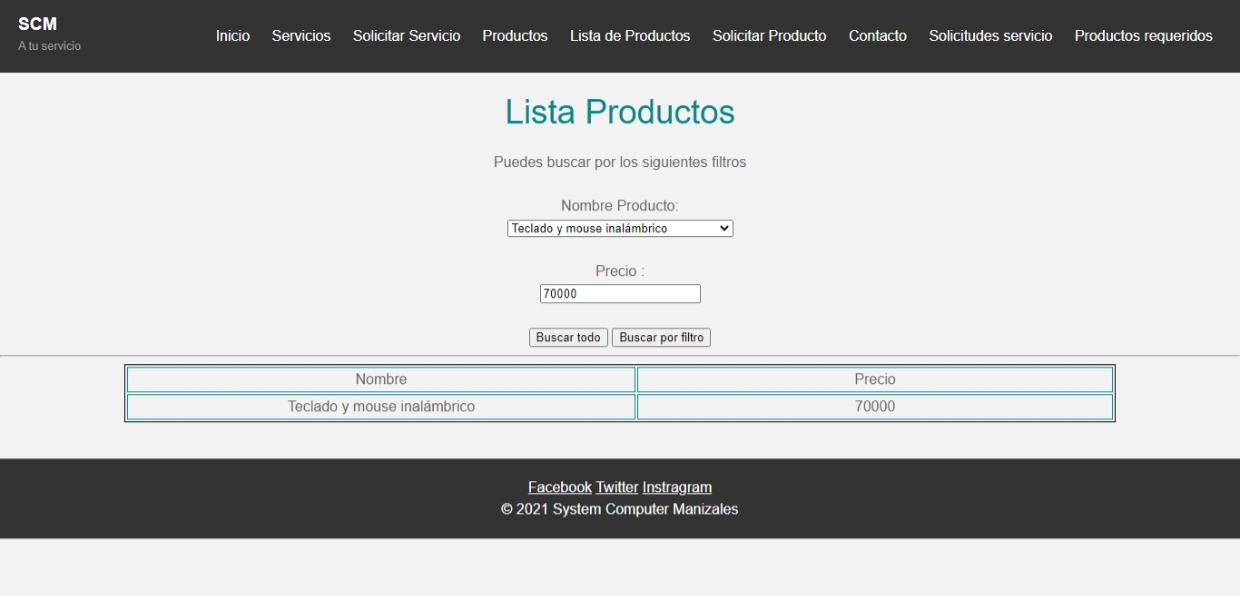 SCM
A tu servicio
Inicio Servicios Solicitar Servicio Productos Lista de Productos Solicitar Producto Contacto Solicitudes servicio Productos requeridos
Lista Productos
Puedes buscar por los siguientes filtros
Nombre Producto:
Teclado y mouse inalámbrico
Precio :
70000
Buscar todo Buscar por filtro
Nombre Precio
Teclado y mouse inalámbrico 70000
Facebook Twitter Instragram
© 2021 System Computer Manizales